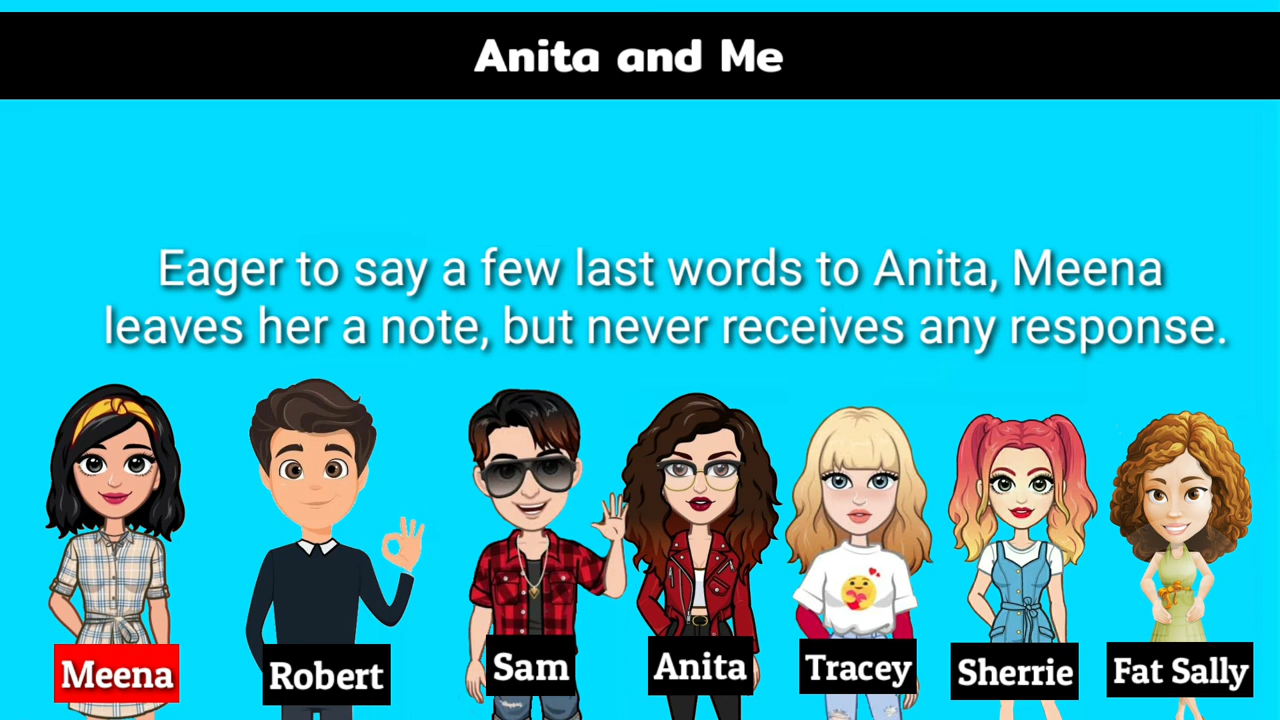 Anita and Me
Eager to say a few last words to Anita, Meena
leaves her a note, but never receives any response.
Meena
Robert
Sam
Anita
Tracey
Sherrie
Fat Sally